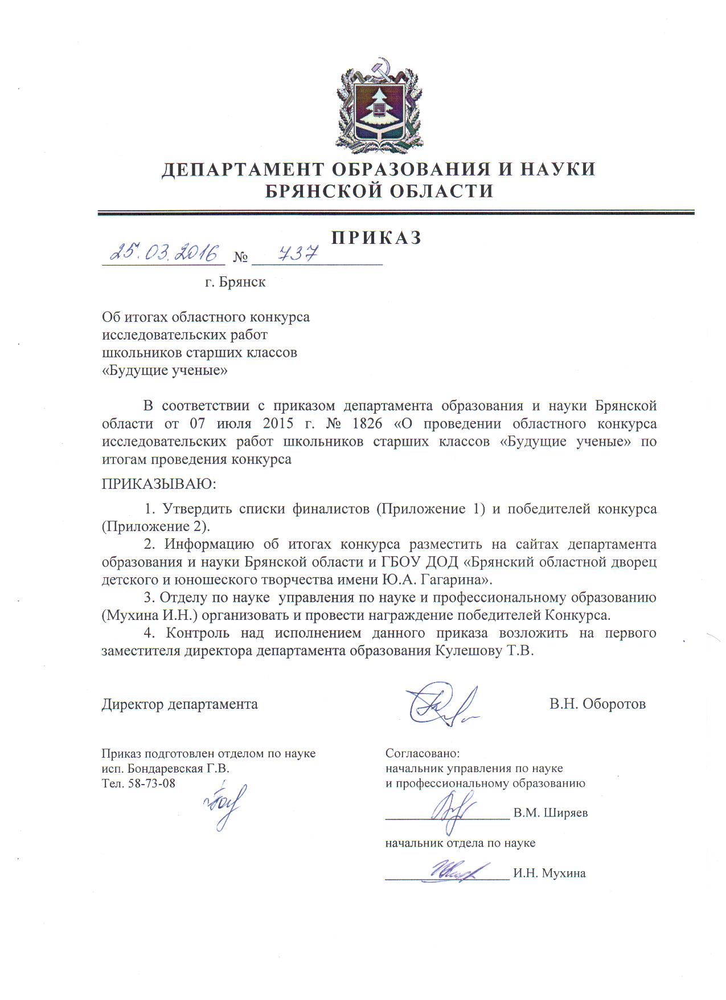 ДЕПАРТАМЕНТ ОБРАЗОВАНИЯ И НАУКИ
БРЯНСКОЙ ОБЛАСТИ
ПРИКАЗ
25.03.2016 № 737
г. Брянск
Об итогах областного конкурса
исследовательских работ
школьников старших классов
«Будущие ученые»
В соответствии с приказом департамента образования и науки Брянской
области от 07 июля 2015 г. № 1826 «О проведении областного конкурса
исследовательских работ школьников старших классов «Будущие ученые» по
итогам проведения конкурса
ПРИКАЗЫВАЮ:
1. Утвердить списки финалистов (Приложение 1) и победителей конкурса
(Приложение 2).
2. Информацию об итогах конкурса разместить на сайтах департамента
образования и науки Брянской области и ГБОУ ДОД «Брянский областной дворец
детского и юношеского творчества имени Ю.А. Гагарина».
3. Отделу по науке управления по науке и профессиональному образованию
(Мухина И.Н.) организовать и провести награждение победителей Конкурса.
4. Контроль над исполнением данного приказа возложить на первого
заместителя директора департамента образования Кулешову Т.В.
Директор департамента В.Н. Оборотов
Приказ подготовлен отделом по науке
исп. Бондаревская Г.В.
Тел. 58-73-08
Согласовано:
начальник управления по науке
и профессиональному образованию
В.М. Ширяев
начальник отдела по науке
И.Н. Мухина